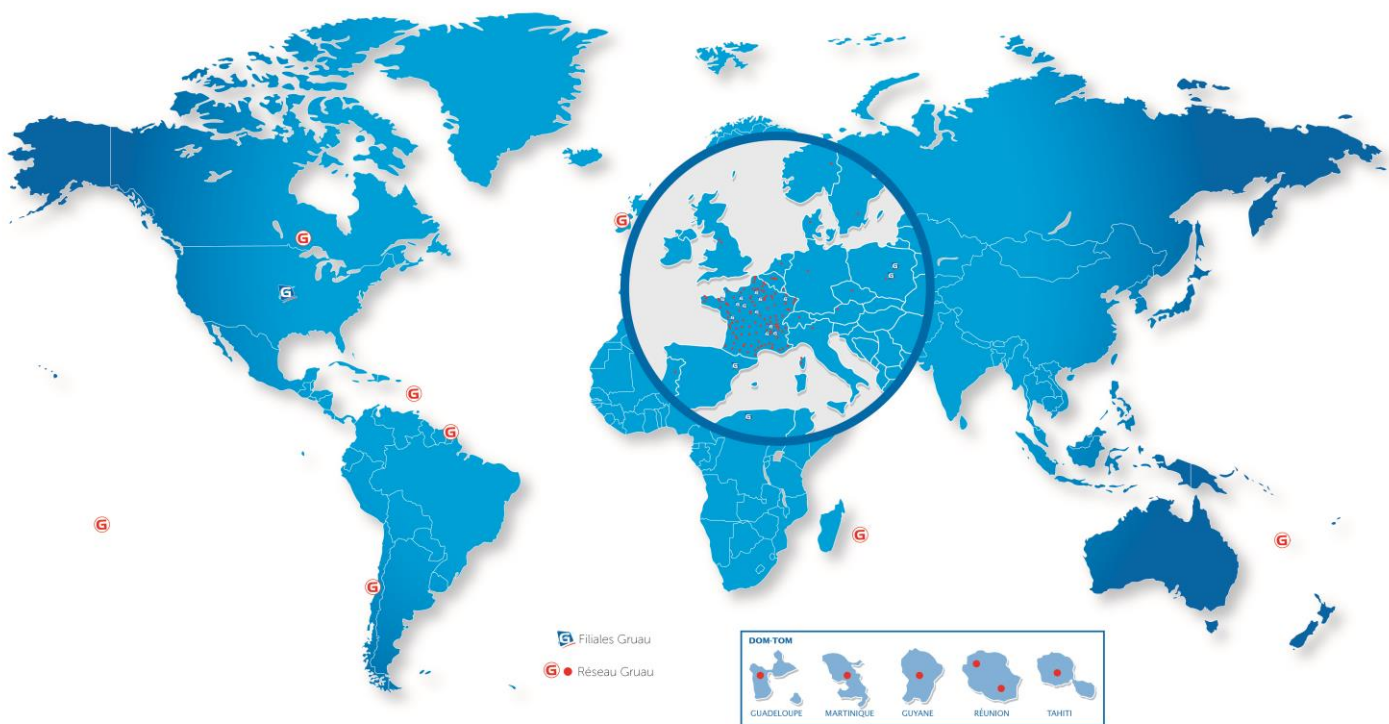 Filiales Gruau
Réseau Gruau
DOM-TOM
GUADELOUPE
MARTINIQUE
GUYANE
RÉUNION
TAHITI